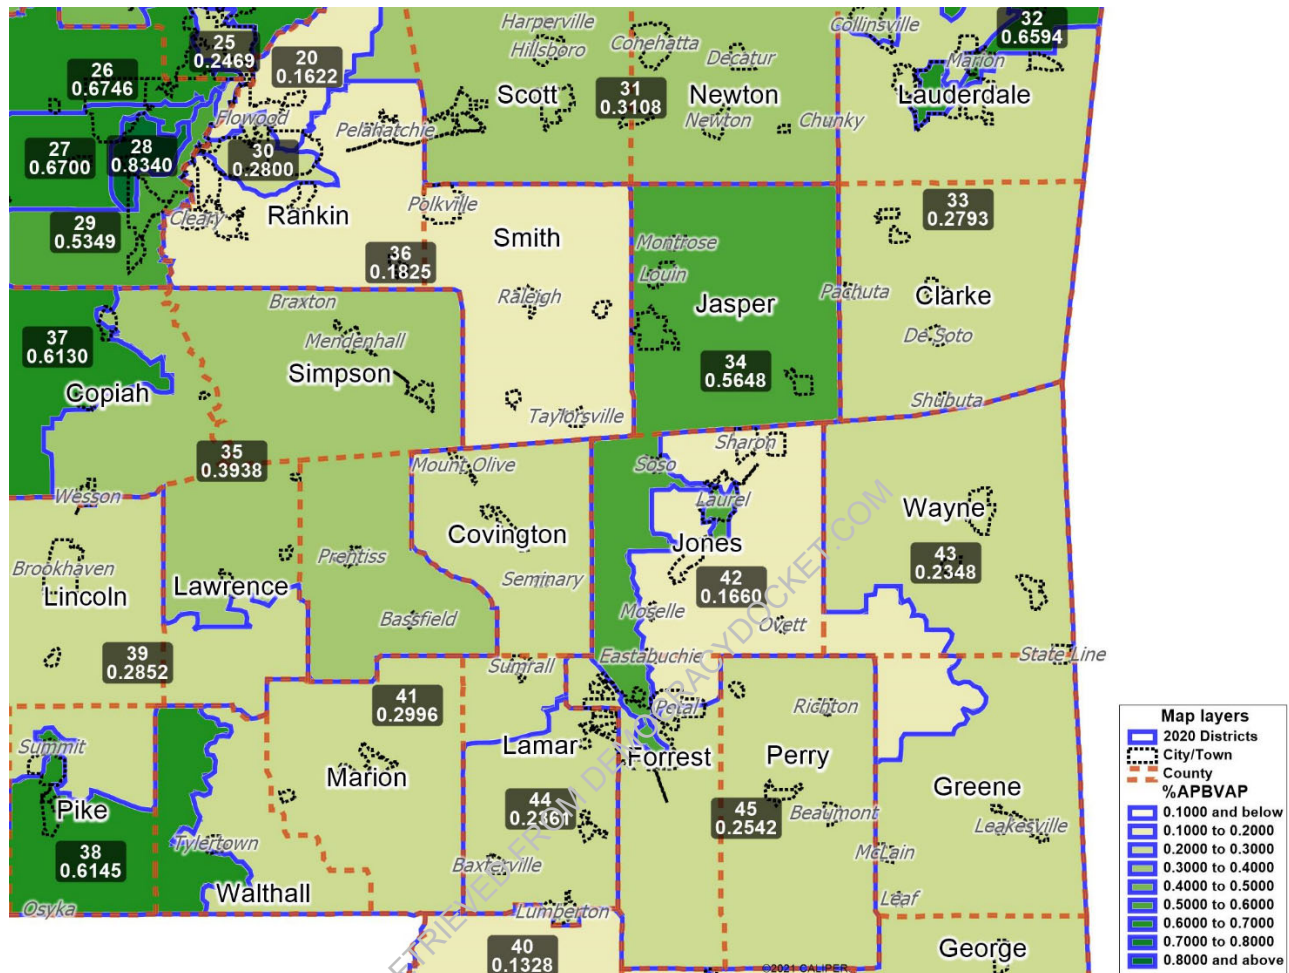 Harperville
Collinsville
32
0.6594
25
0.2469
20
0.1622
Hillsboro
Conehatta
Decatur
Marion
26
0.6746
Scott
31
0.3108
Newton
Lauderdale
Flowood
Pelahatchie
Newton
Chunky
27
0.6700
28
0.8340
30
0.2800
Cleary
Rankin
Polkville
29
0.5349
Smith
33
0.2793
Montrose
36
0.1825
Louin
Braxton
Raleigh
Jasper
Pachuta
Clarke
37
0.6130
Mendenhall
De Soto
Simpson
34
0.5648
Copiah
Taylorsville
Shubuta
35
0.3938
Mount Olive
Soso
Sharon
Wesson
Laurel
Covington
Wayne
Prentiss
Jones
43
0.2348
Brookhaven
Lincoln
Lawrence
Seminary
42
0.1660
Bassfield
Moselle
Ovett
39
0.2852
Sumrall
Eastabuchie
State Line
41
0.2996
Petal
Richton
Summit
Lamar
Forrest
Perry
Marion
Greene
Pike
44
0.2361
45
0.2542
Beaumont
Leakesville
Tylertown
38
0.6145
Baxterville
McLain
Walthall
Leaf
Osyka
Lumberton
40
0.1328
George
©2021 CALIPER
ETRIEVED FROM DEMOCRACYDOCKET.COM
Map layers
2020 Districts
City/Town
County
%APBVAP
0.1000 and below
0.1000 to 0.2000
0.2000 to 0.3000
0.3000 to 0.4000
0.4000 to 0.5000
0.5000 to 0.6000
0.6000 to 0.7000
0.7000 to 0.8000
0.8000 and above